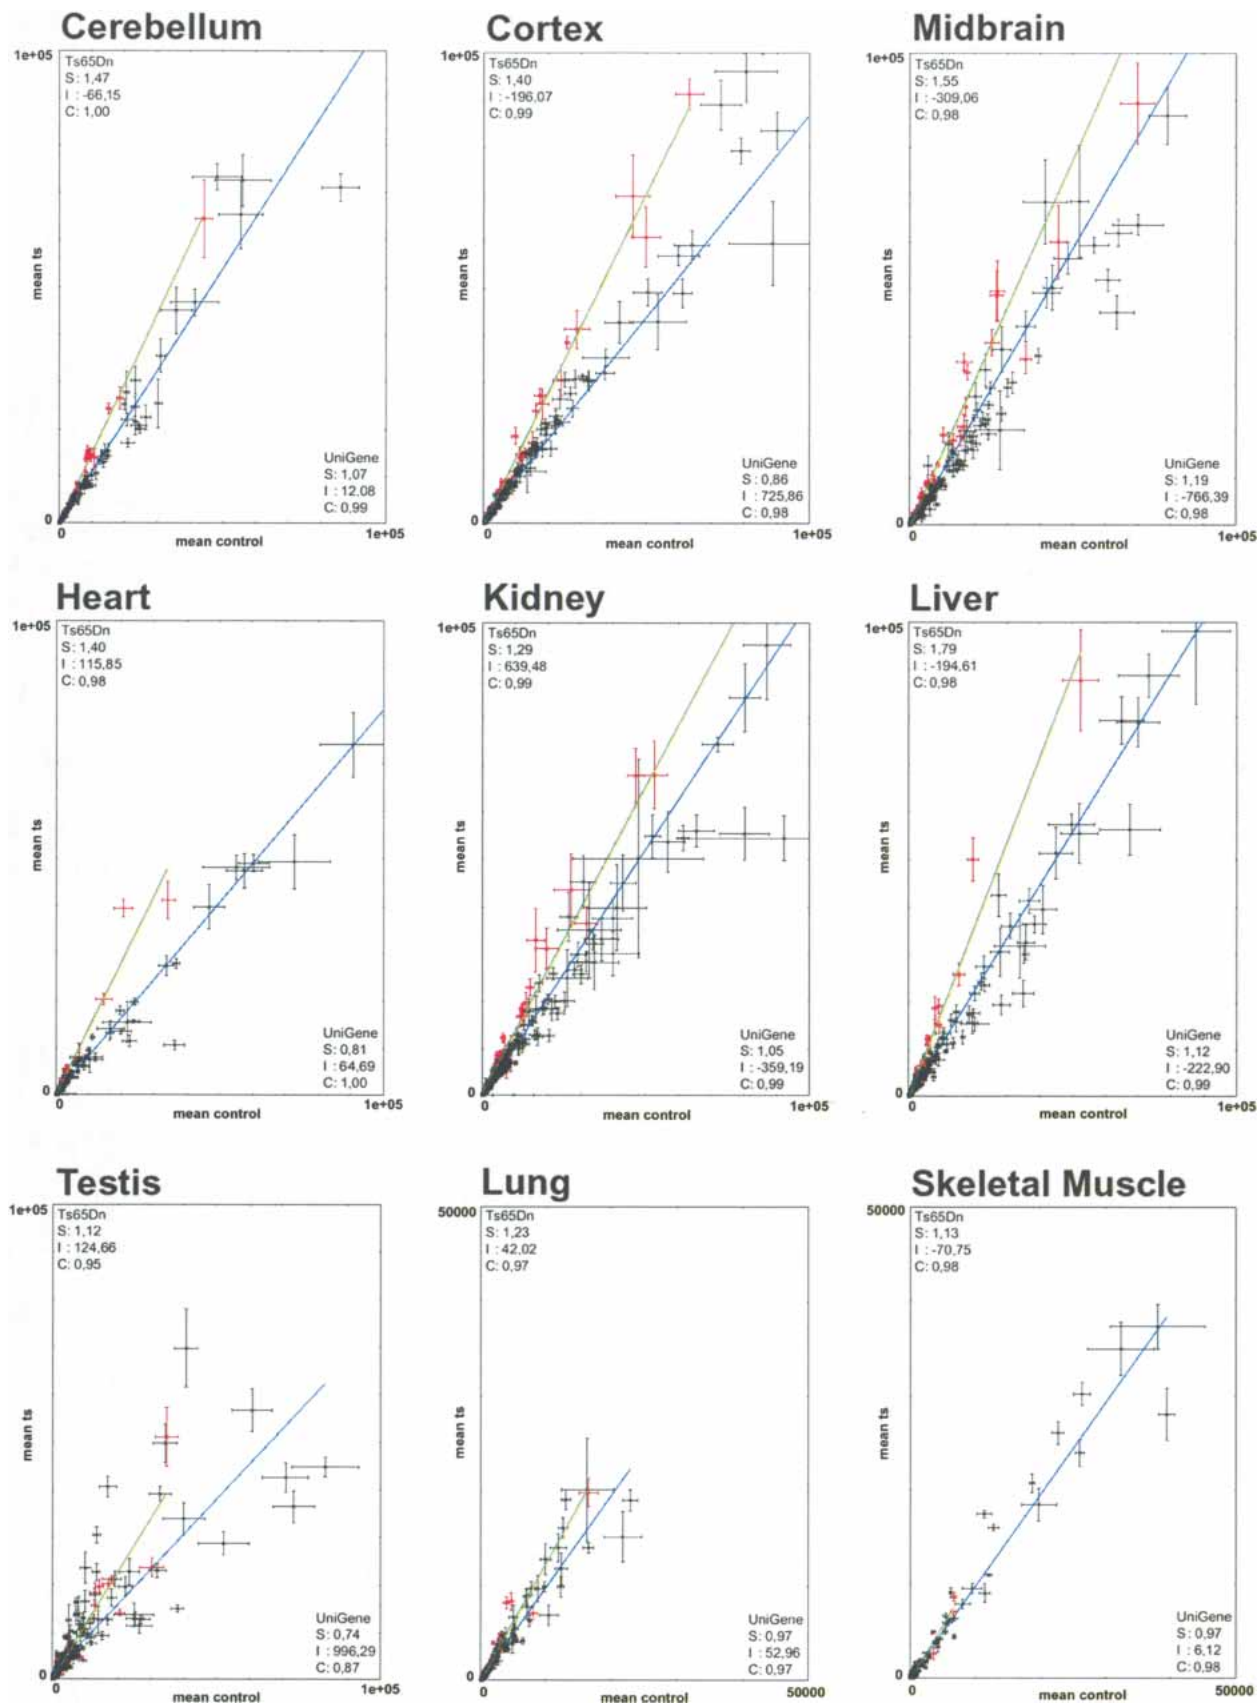 Cerebellum
1e+05
Ts65Dn
S: 1,47
I : -66,15
C: 1,00
mean ts
UniGene
S: 1,07
I : 12.08
C: 0,99
0
0
mean control
1e+05
Cortex
1e+05
Ts65Dn
S: 1,40
I : -196,07
C: 0,99
mean ts
UniGene
S: 0,86
I : 725,86
C: 0,98
0
0
mean control
1e+05
Midbrain
1e+05
Ts65Dn
S: 1,55
I : -309,06
C: 0,98
mean ts
UniGene
S: 1,19
I : -766,39
C: 0,98
0
0
mean control
1e+05
Heart
1e+05
Ts65Dn
S: 1,40
I : 115,85
C: 0,98
mean ts
UniGene
S: 0,81
I : 64,69
C: 1,00
0
0
mean control
1e+05
Kidney
1e+05
Ts65Dn
S: 1,29
I : 639,48
C: 0,99
mean ts
UniGene
S: 1,05
I : -359,19
C: 0,99
0
0
mean control
1e+05
Liver
1e+05
Ts65Dn
S: 1,79
I : -194,61
C: 0,98
mean ts
UniGene
S: 1,12
I : -222,90
C: 0,99
0
0
mean control
1e+05
Testis
1e+05
Ts65Dn
S: 1,12
I : 124,66
C: 0,95
mean ts
UniGene
S: 0,74
I : 996,29
C: 0,87
0
0
mean control
1e+05
Lung
50000
Ts65Dn
S: 1,23
I : 42,02
C: 0,97
mean ts
UniGene
S: 0,97
I : 52,96
C: 0,97
0
0
mean control
50000
Skeletal Muscle
50000
Ts65Dn
S: 1,13
I : -70,75
C: 0,98
mean ts
UniGene
S: 0,97
I : 6,12
C: 0,98
0
0
mean control
50000